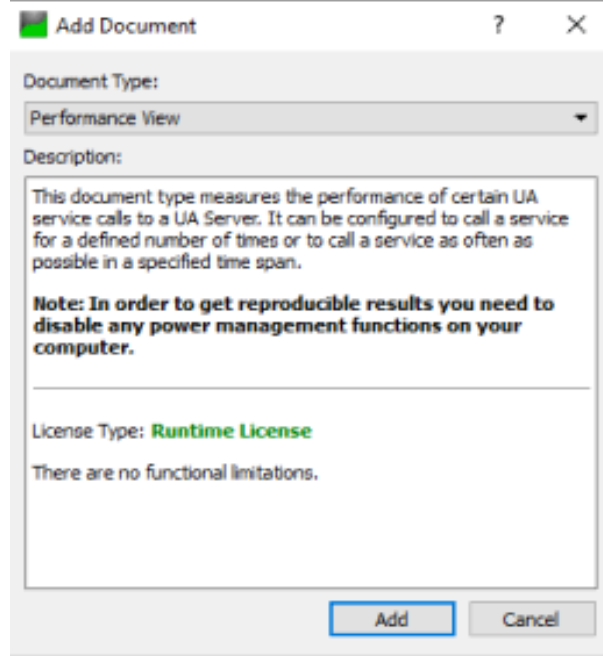 Add Document
Document Type:
Performance View
Description:
This document type measures the performance of certain UA
service calls to a UA Server. It can be configured to call a service
for a defined number of times or to call a service as often as
possible in a specified time span.
Note: In order to get reproducible results you need to
disable any power management functions on your
computer.
License Type: Runtime License
There are no functional limitations.
Add
Cancel